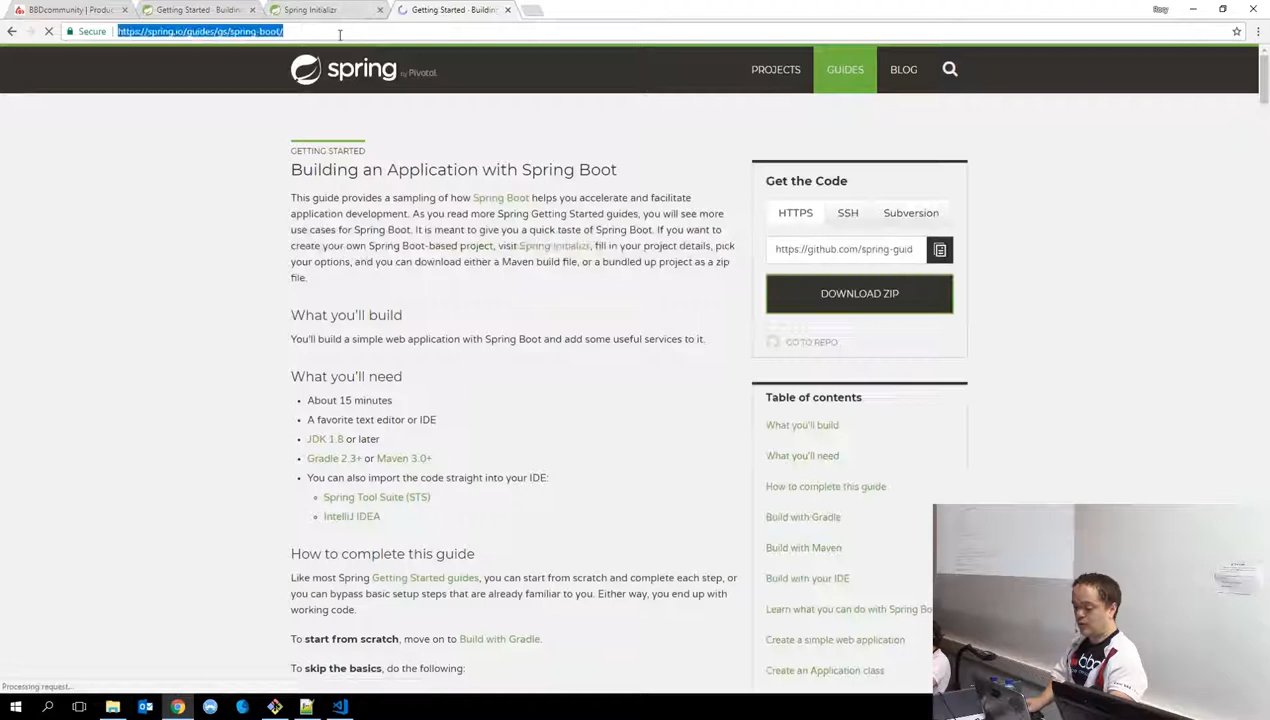 BBDcommunity | Produc
Getting Started · Buildin
Spring Initializr
Getting Started · Buildin
Secure
https://spring.io/guides/gs/spring-boot/
spring by Pivotal.
PROJECTS
GUIDES
BLOG
GETTING STARTED
Building an Application with Spring Boot
This guide provides a sampling of how Spring Boot helps you accelerate and facilitate
application development. As you read more Spring Getting Started guides, you will see more
use cases for Spring Boot. It is meant to give you a quick taste of Spring Boot. If you want to
create your own Spring Boot-based project, visit Spring Initializr, fill in your project details, pick
your options, and you can download either a Maven build file, or a bundled up project as a zip
file.
What you'll build
You'll build a simple web application with Spring Boot and add some useful services to it.
What you'll need
• About 15 minutes
• A favorite text editor or IDE
• JDK 1.8 or later
• Gradle 2.3+ or Maven 3.0+
• You can also import the code straight into your IDE:
Spring Tool Suite (STS)
IntelliJ IDEA
How to complete this guide
Like most Spring Getting Started guides, you can start from scratch and complete each step, or
you can bypass basic setup steps that are already familiar to you. Either way, you end up with
working code.
To start from scratch, move on to Build with Gradle.
To skip the basics, do the following:
Get the Code
HTTPS
SSH
Subversion
https://github.com/spring-guid
DOWNLOAD ZIP
GO TO REPO
Table of contents
What you'll build
What you'll need
How to complete this guide
Build with Gradle
Build with Maven
Build with your IDE
Learn what you can do with Spring Bo
Create a simple web application
Create an Application class
Processing request...
bbd